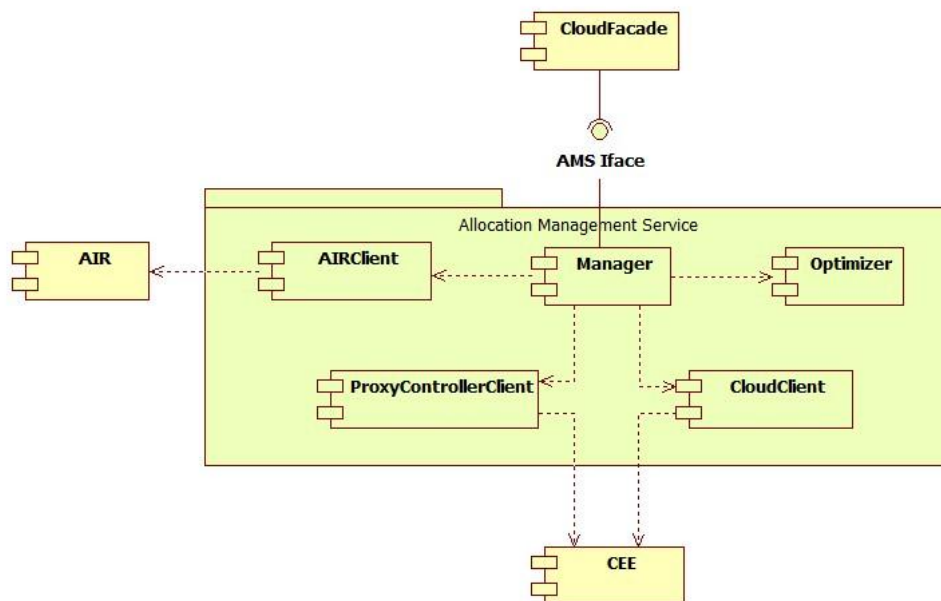 CloudFacade
AMS Iface
Allocation Management Service
AIR
AIRClient
Manager
Optimizer
ProxyControllerClient
CloudClient
CEE